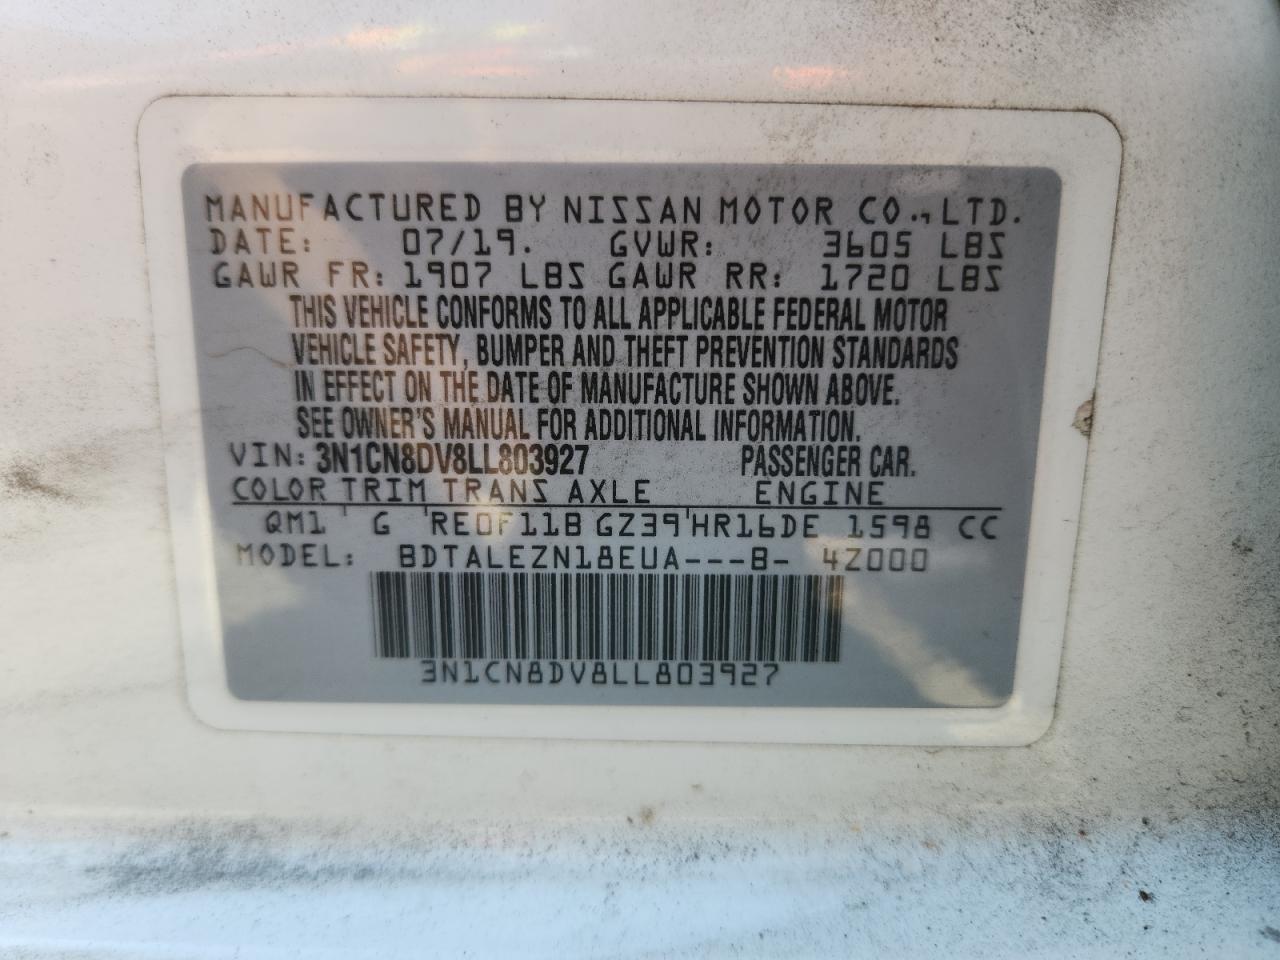 MANUFACTURED BY NISSAN MOTOR CO., LTD.
DATE: 07/19. GVWR: 3605 LBS
GAWR FR: 1907 LBS GAWR RR: 1720 LBS
THIS VEHICLE CONFORMS TO ALL APPLICABLE FEDERAL MOTOR
VEHICLE SAFETY, BUMPER AND THEFT PREVENTION STANDARDS
IN EFFECT ON THE DATE OF MANUFACTURE SHOWN ABOVE.
SEE OWNER'S MANUAL FOR ADDITIONAL INFORMATION.
VIN: 3N1CN8DV8LL803927 PASSENGER CAR.
COLOR TRIM TRANS AXLE ENGINE
QM1 ' G ' RE0F11B GZ39 ' HR16DE 1598 CC
MODEL: BDTALEZN18EUA---B- 4Z000
3N1CN8DV8LL803927